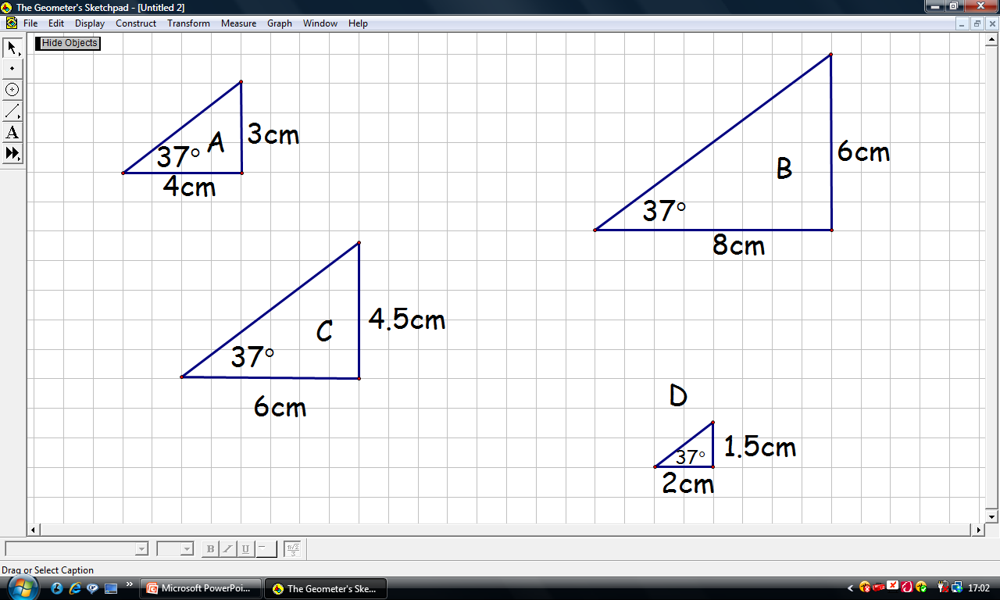 The Geometer's Sketchpad - [Untitled 2]
File Edit Display Construct Transform Measure Graph Window Help
Hide Objects
A
3cm
37°
4cm
B
6cm
37°
8cm
C
4.5cm
37°
6cm
D
1.5cm
37°
2cm
A
B I U
Drag or Select Caption
Microsoft PowerPoi... The Geometer's Ske... 17:02